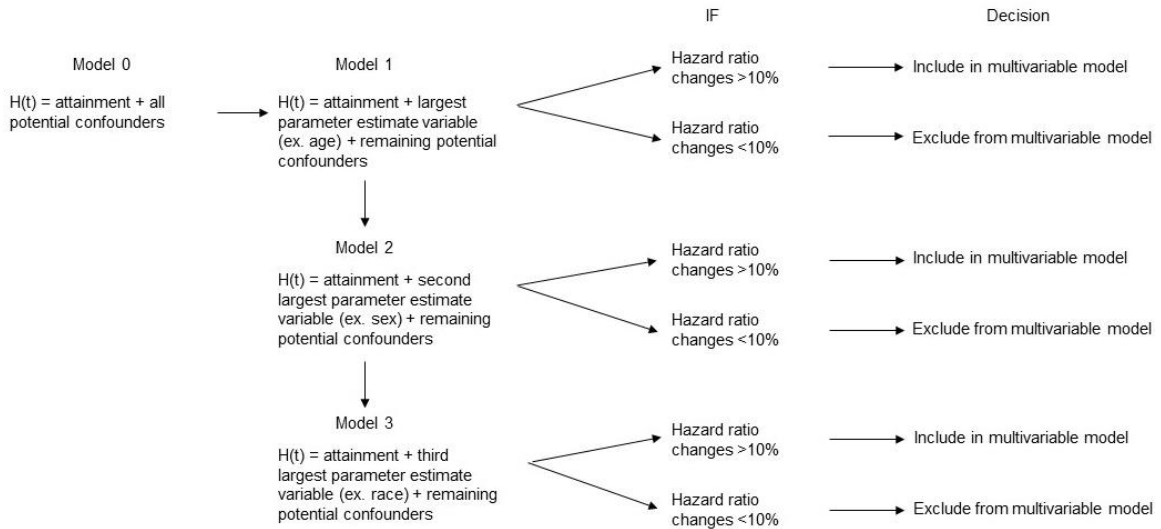 IF
Decision
Model 0
H(t) = attainment + all
potential confounders
Model 1
H(t) = attainment + largest
parameter estimate variable
(ex. age) + remaining potential
confounders
Hazard ratio
changes >10%
Include in multivariable model
Hazard ratio
changes <10%
Exclude from multivariable model
Model 2
H(t) = attainment + second
largest parameter estimate
variable (ex. sex) + remaining
potential confounders
Hazard ratio
changes >10%
Include in multivariable model
Hazard ratio
changes <10%
Exclude from multivariable model
Model 3
H(t) = attainment + third
largest parameter estimate
variable (ex. race) + remaining
potential confounders
Hazard ratio
changes >10%
Include in multivariable model
Hazard ratio
changes <10%
Exclude from multivariable model